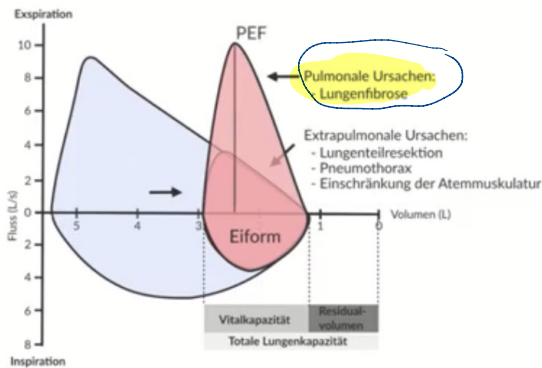 Exspiration
PEF
10
8
6
4
2
0
2
4
6
8
Fluss (L/s)
Pulmonale Ursachen:
- Lungenfibrose
Extrapulmonale Ursachen:
- Lungenteilresektion
- Pneumothorax
- Einschränkung der Atemmuskulatur
5
4
3
2
1
0
Volumen (L)
Eiform
Vitalkapazität
Residual-
volumen
Totale Lungenkapazität
Inspiration